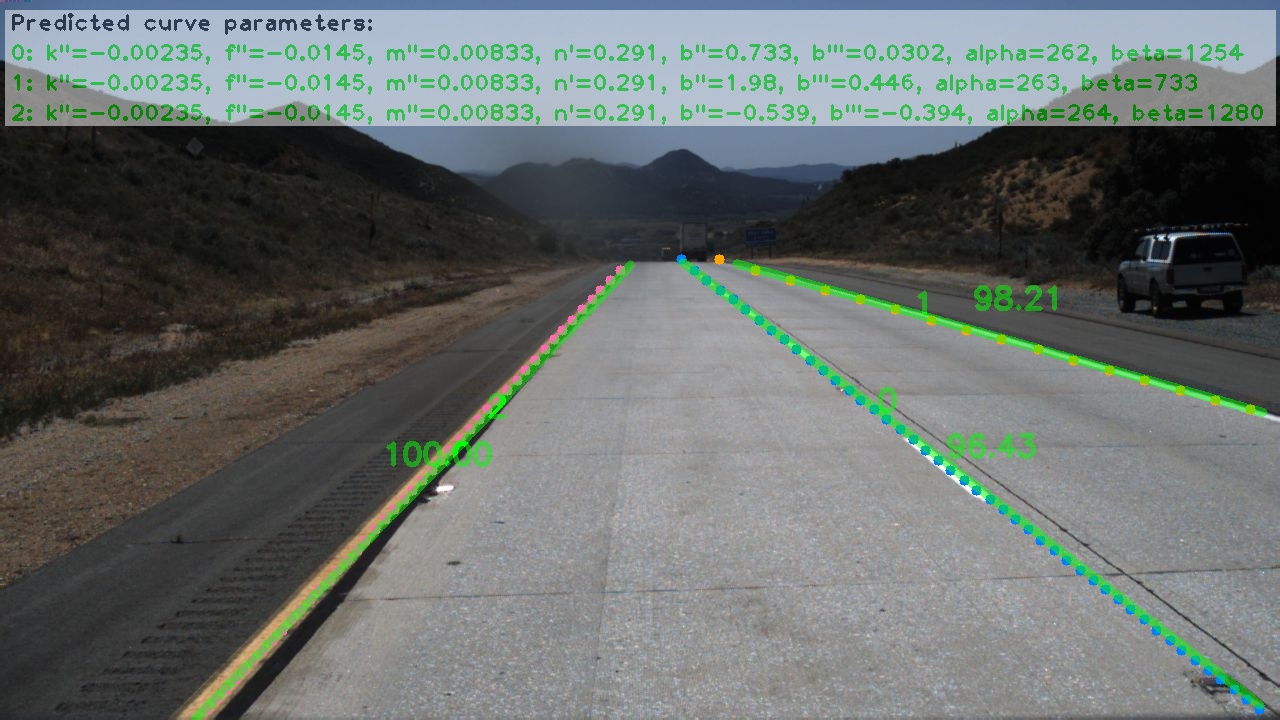 Predicted curve parameters:
0: k''=-0.00235, f''=-0.0145, m''=0.00833, n'=0.291, b''=0.733, b'''=0.0302, alpha=262, beta=1254
1: k''=-0.00235, f''=-0.0145, m''=0.00833, n'=0.291, b''=1.98, b'''=0.446, alpha=263, beta=733
2: k''=-0.00235, f''=-0.0145, m''=0.00833, n'=0.291, b''=-0.539, b'''=-0.394, alpha=264, beta=1280
1 98.21
0
96.43
100.00